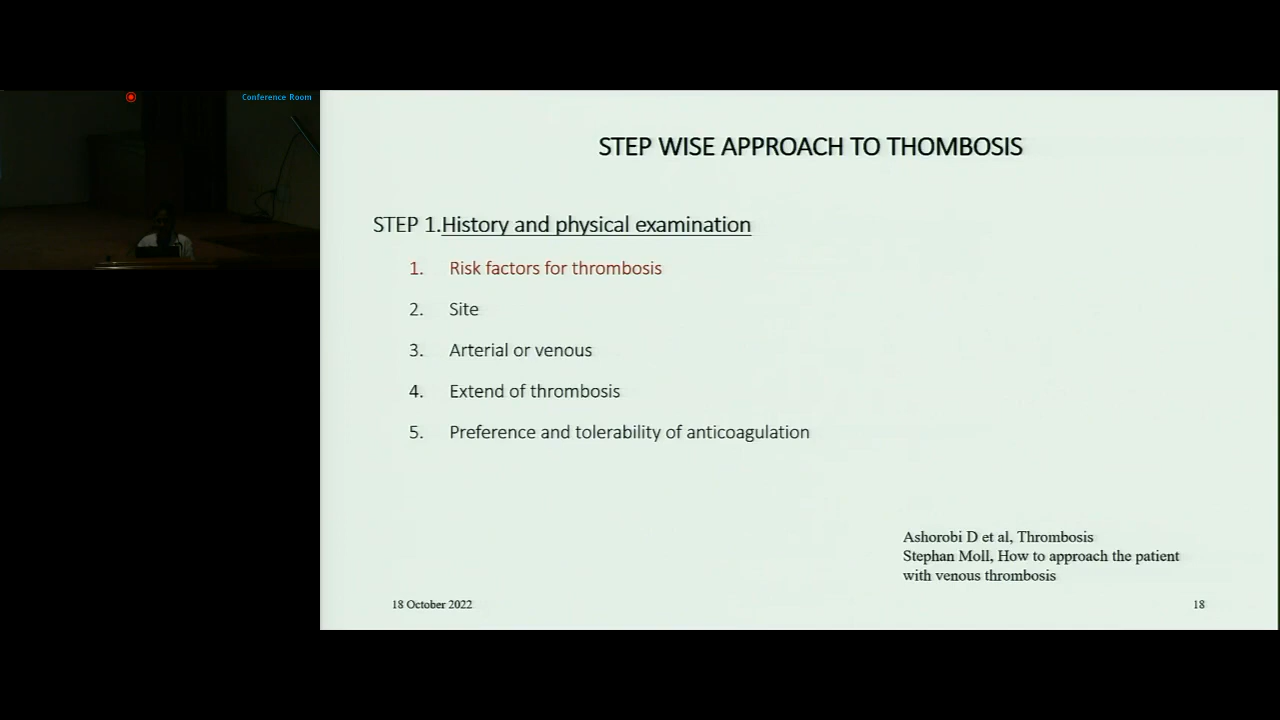 Conference Room
STEP WISE APPROACH TO THOMBOSIS
STEP 1.History and physical examination
1. Risk factors for thrombosis
2. Site
3. Arterial or venous
4. Extend of thrombosis
5. Preference and tolerability of anticoagulation
Ashorobi D et al, Thrombosis
Stephan Moll, How to approach the patient
with venous thrombosis
18 October 2022
18